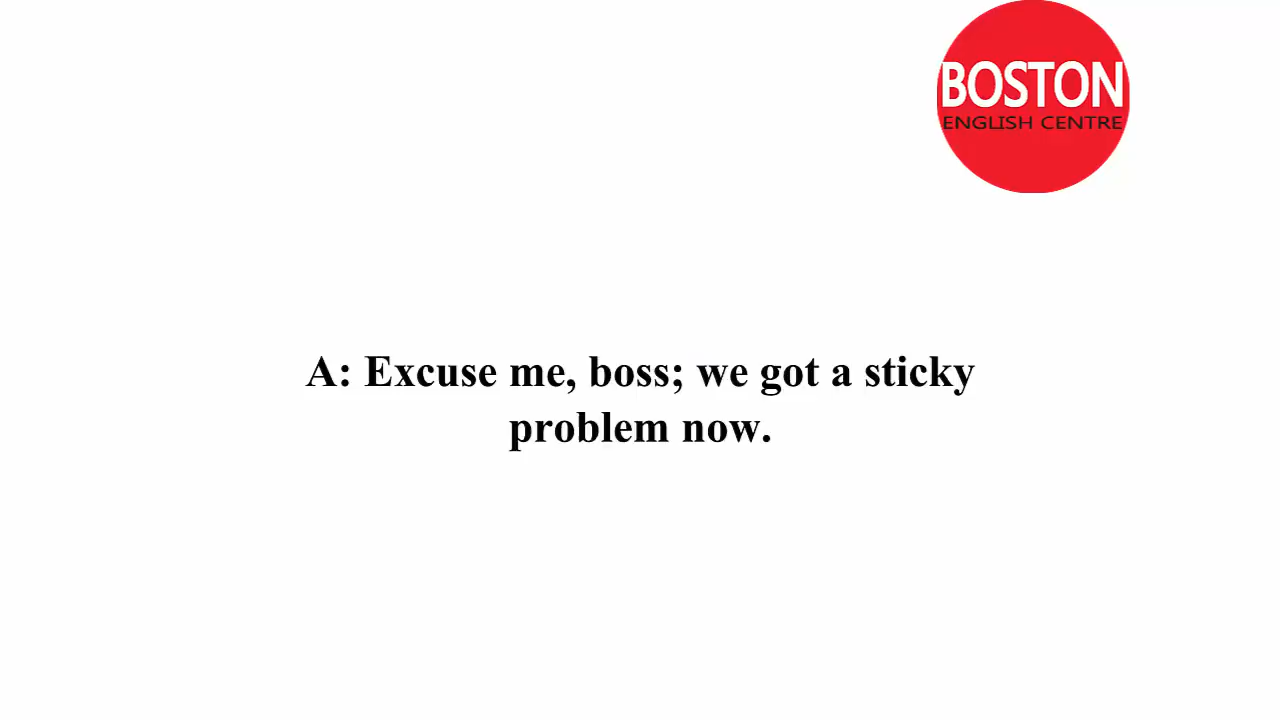 BOSTON
ENGLISH CENTRE
A: Excuse me, boss; we got a sticky
problem now.